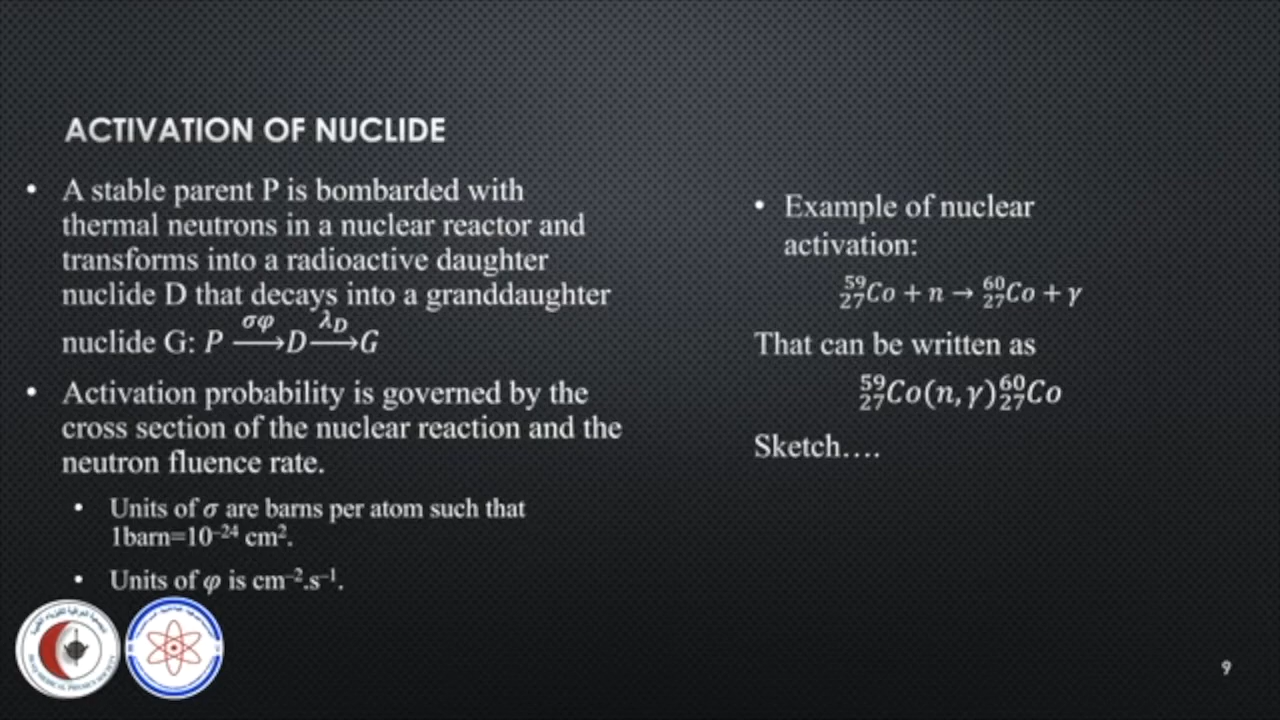 ACTIVATION OF NUCLIDE
• A stable parent P is bombarded with
thermal neutrons in a nuclear reactor and
transforms into a radioactive daughter
nuclide D that decays into a granddaughter
nuclide G: P —σφ→ D —λ_D→ G
• Activation probability is governed by the
cross section of the nuclear reaction and the
neutron fluence rate.
• Units of σ are barns per atom such that
1barn=10⁻²⁴ cm².
• Units of φ is cm⁻².s⁻¹.
• Example of nuclear
activation:
⁵⁹₂₇Co + n → ⁶⁰₂₇Co + γ
That can be written as
⁵⁹₂₇Co(n, γ)⁶⁰₂₇Co
Sketch….
9